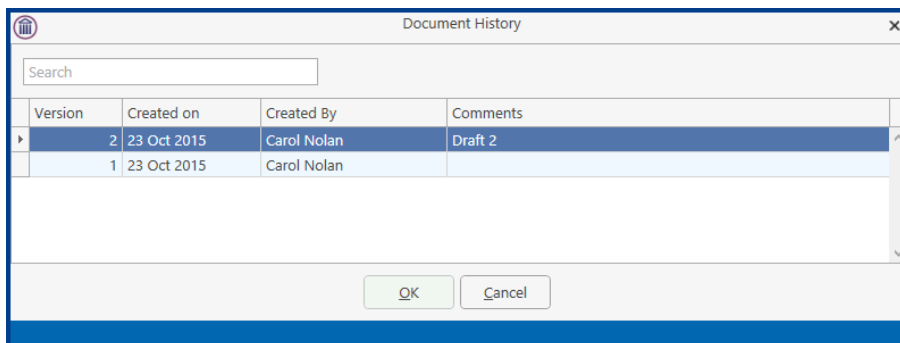 Document History
Search
Version Created on Created By Comments
2 23 Oct 2015 Carol Nolan Draft 2
1 23 Oct 2015 Carol Nolan
OK Cancel